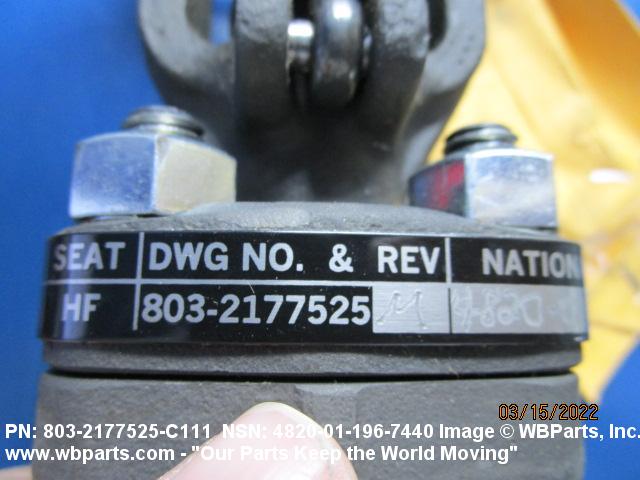 SEAT DWG NO. & REV NATION
HF 803-2177525 M
03/15/2022
PN: 803-2177525-C111 NSN: 4820-01-196-7440 Image © WBParts, Inc.
www.wbparts.com - "Our Parts Keep the World Moving"